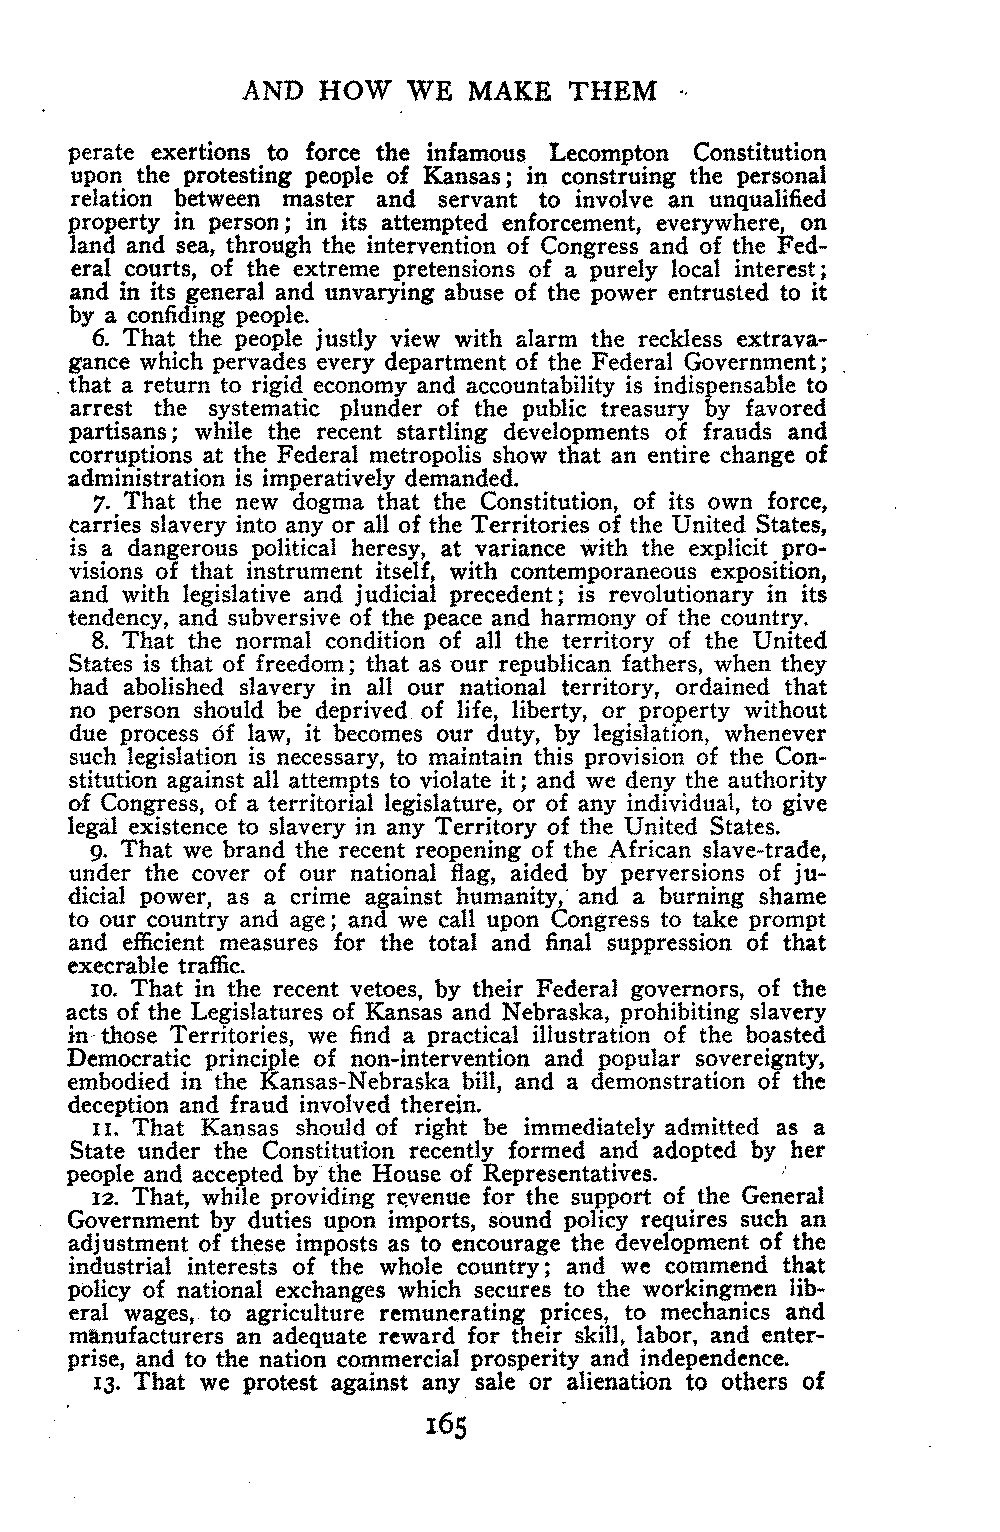 AND HOW WE MAKE THEM
perate exertions to force the infamous Lecompton Constitution
upon the protesting people of Kansas; in construing the personal
relation between master and servant to involve an unqualified
property in person; in its attempted enforcement, everywhere, on
land and sea, through the intervention of Congress and of the Fed-
eral courts, of the extreme pretensions of a purely local interest;
and in its general and unvarying abuse of the power entrusted to it
by a confiding people.
6. That the people justly view with alarm the reckless extrava-
gance which pervades every department of the Federal Government;
that a return to rigid economy and accountability is indispensable to
arrest the systematic plunder of the public treasury by favored
partisans; while the recent startling developments of frauds and
corruptions at the Federal metropolis show that an entire change of
administration is imperatively demanded.
7. That the new dogma that the Constitution, of its own force,
carries slavery into any or all of the Territories of the United States,
is a dangerous political heresy, at variance with the explicit pro-
visions of that instrument itself, with contemporaneous exposition,
and with legislative and judicial precedent; is revolutionary in its
tendency, and subversive of the peace and harmony of the country.
8. That the normal condition of all the territory of the United
States is that of freedom; that as our republican fathers, when they
had abolished slavery in all our national territory, ordained that
no person should be deprived of life, liberty, or property without
due process of law, it becomes our duty, by legislation, whenever
such legislation is necessary, to maintain this provision of the Con-
stitution against all attempts to violate it; and we deny the authority
of Congress, of a territorial legislature, or of any individual, to give
legal existence to slavery in any Territory of the United States.
9. That we brand the recent reopening of the African slave-trade,
under the cover of our national flag, aided by perversions of ju-
dicial power, as a crime against humanity, and a burning shame
to our country and age; and we call upon Congress to take prompt
and efficient measures for the total and final suppression of that
execrable traffic.
10. That in the recent vetoes, by their Federal governors, of the
acts of the Legislatures of Kansas and Nebraska, prohibiting slavery
in those Territories, we find a practical illustration of the boasted
Democratic principle of non-intervention and popular sovereignty,
embodied in the Kansas-Nebraska bill, and a demonstration of the
deception and fraud involved therein.
11. That Kansas should of right be immediately admitted as a
State under the Constitution recently formed and adopted by her
people and accepted by the House of Representatives.
12. That, while providing revenue for the support of the General
Government by duties upon imports, sound policy requires such an
adjustment of these imposts as to encourage the development of the
industrial interests of the whole country; and we commend that
policy of national exchanges which secures to the workingmen lib-
eral wages, to agriculture remunerating prices, to mechanics and
manufacturers an adequate reward for their skill, labor, and enter-
prise, and to the nation commercial prosperity and independence.
13. That we protest against any sale or alienation to others of
165